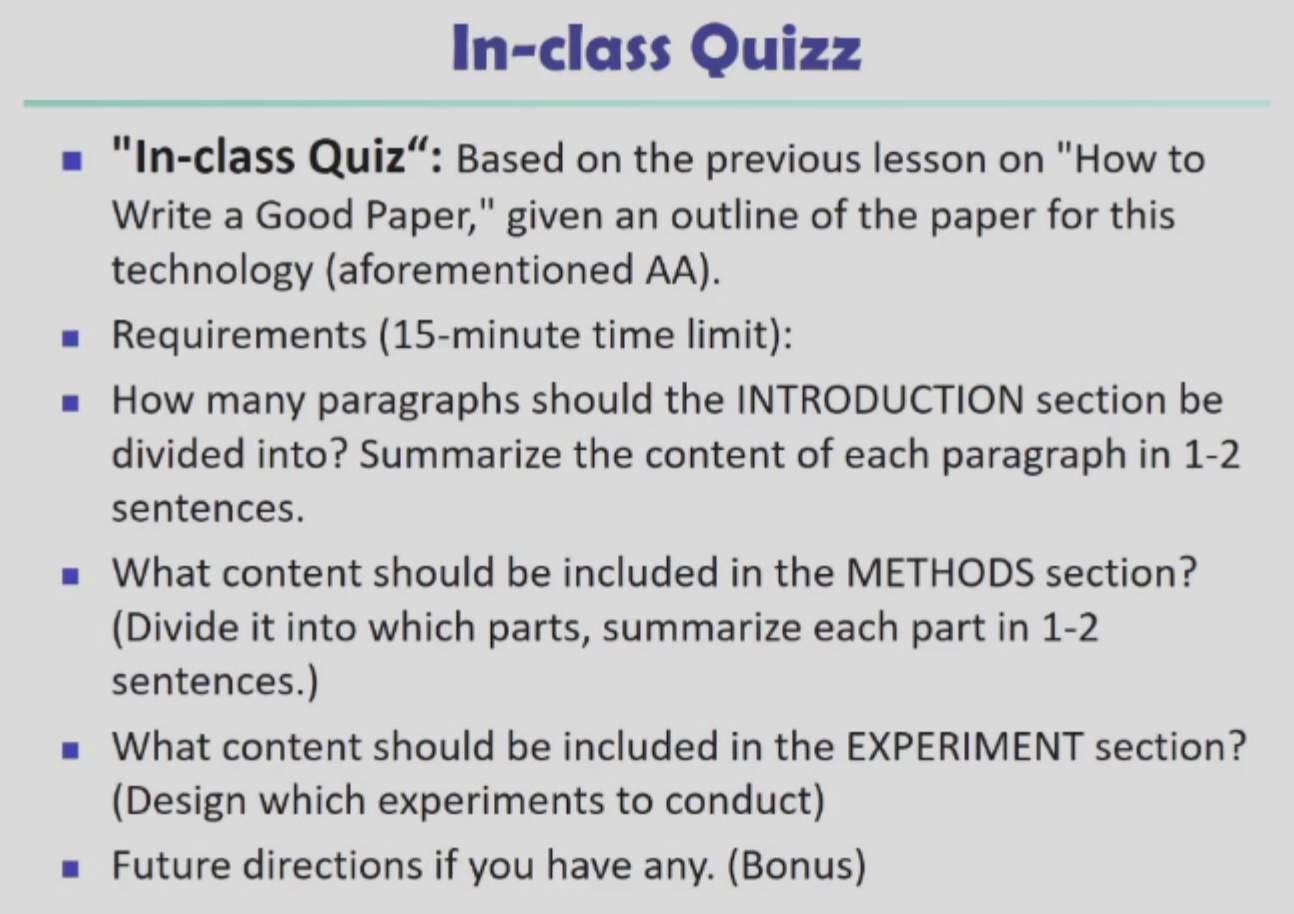 In-class Quizz
"In-class Quiz“: Based on the previous lesson on "How to
Write a Good Paper," given an outline of the paper for this
technology (aforementioned AA).
Requirements (15-minute time limit):
How many paragraphs should the INTRODUCTION section be
divided into? Summarize the content of each paragraph in 1-2
sentences.
What content should be included in the METHODS section?
(Divide it into which parts, summarize each part in 1-2
sentences.)
What content should be included in the EXPERIMENT section?
(Design which experiments to conduct)
Future directions if you have any. (Bonus)